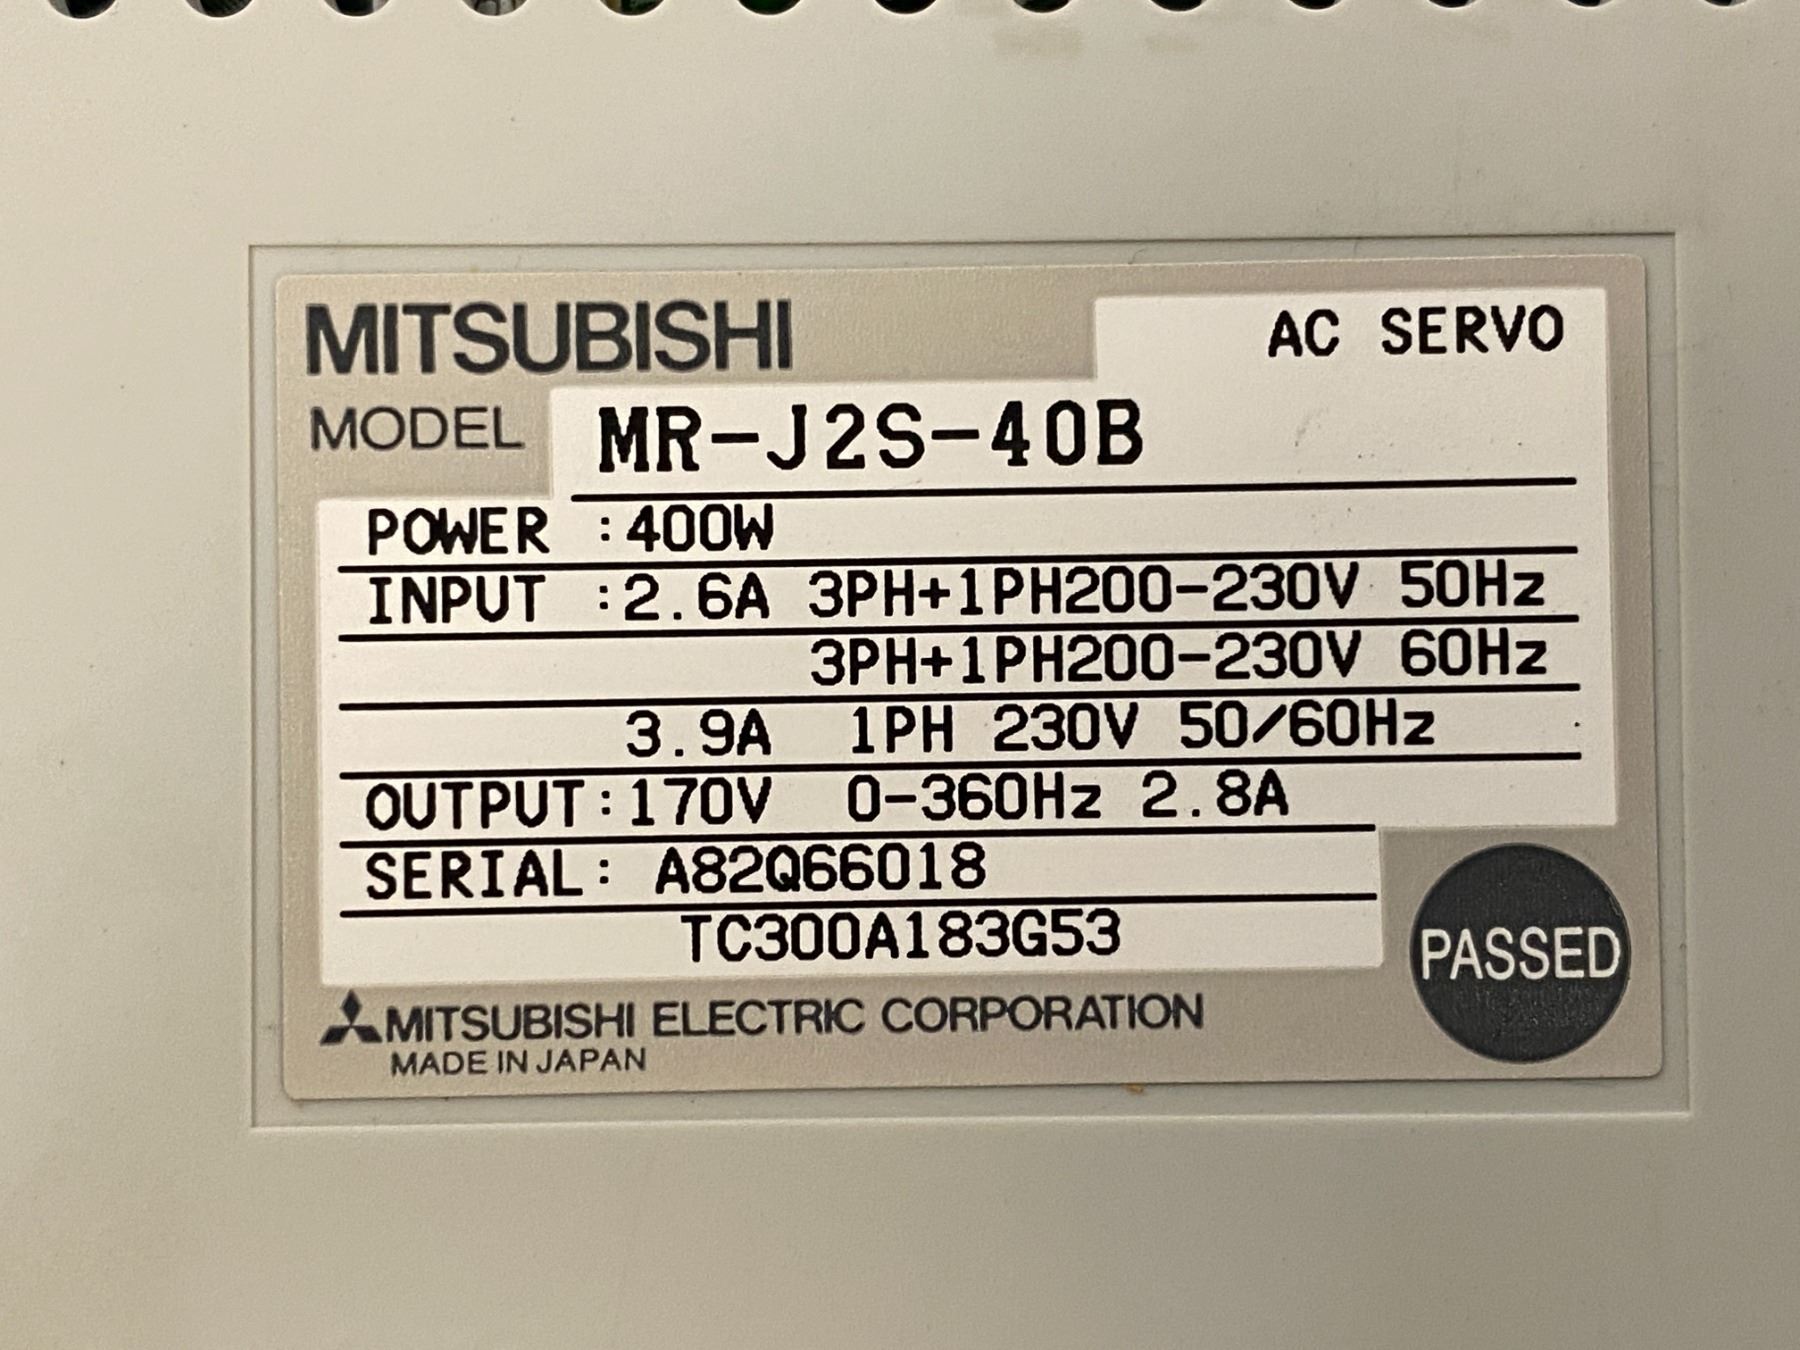 MITSUBISHI
AC SERVO
MODEL MR-J2S-40B
POWER :400W
INPUT :2.6A 3PH+1PH200-230V 50Hz
3PH+1PH200-230V 60Hz
3.9A 1PH 230V 50/60Hz
OUTPUT:170V 0-360Hz 2.8A
SERIAL: A82Q66018
TC300A183G53
PASSED
MITSUBISHI ELECTRIC CORPORATION
MADE IN JAPAN